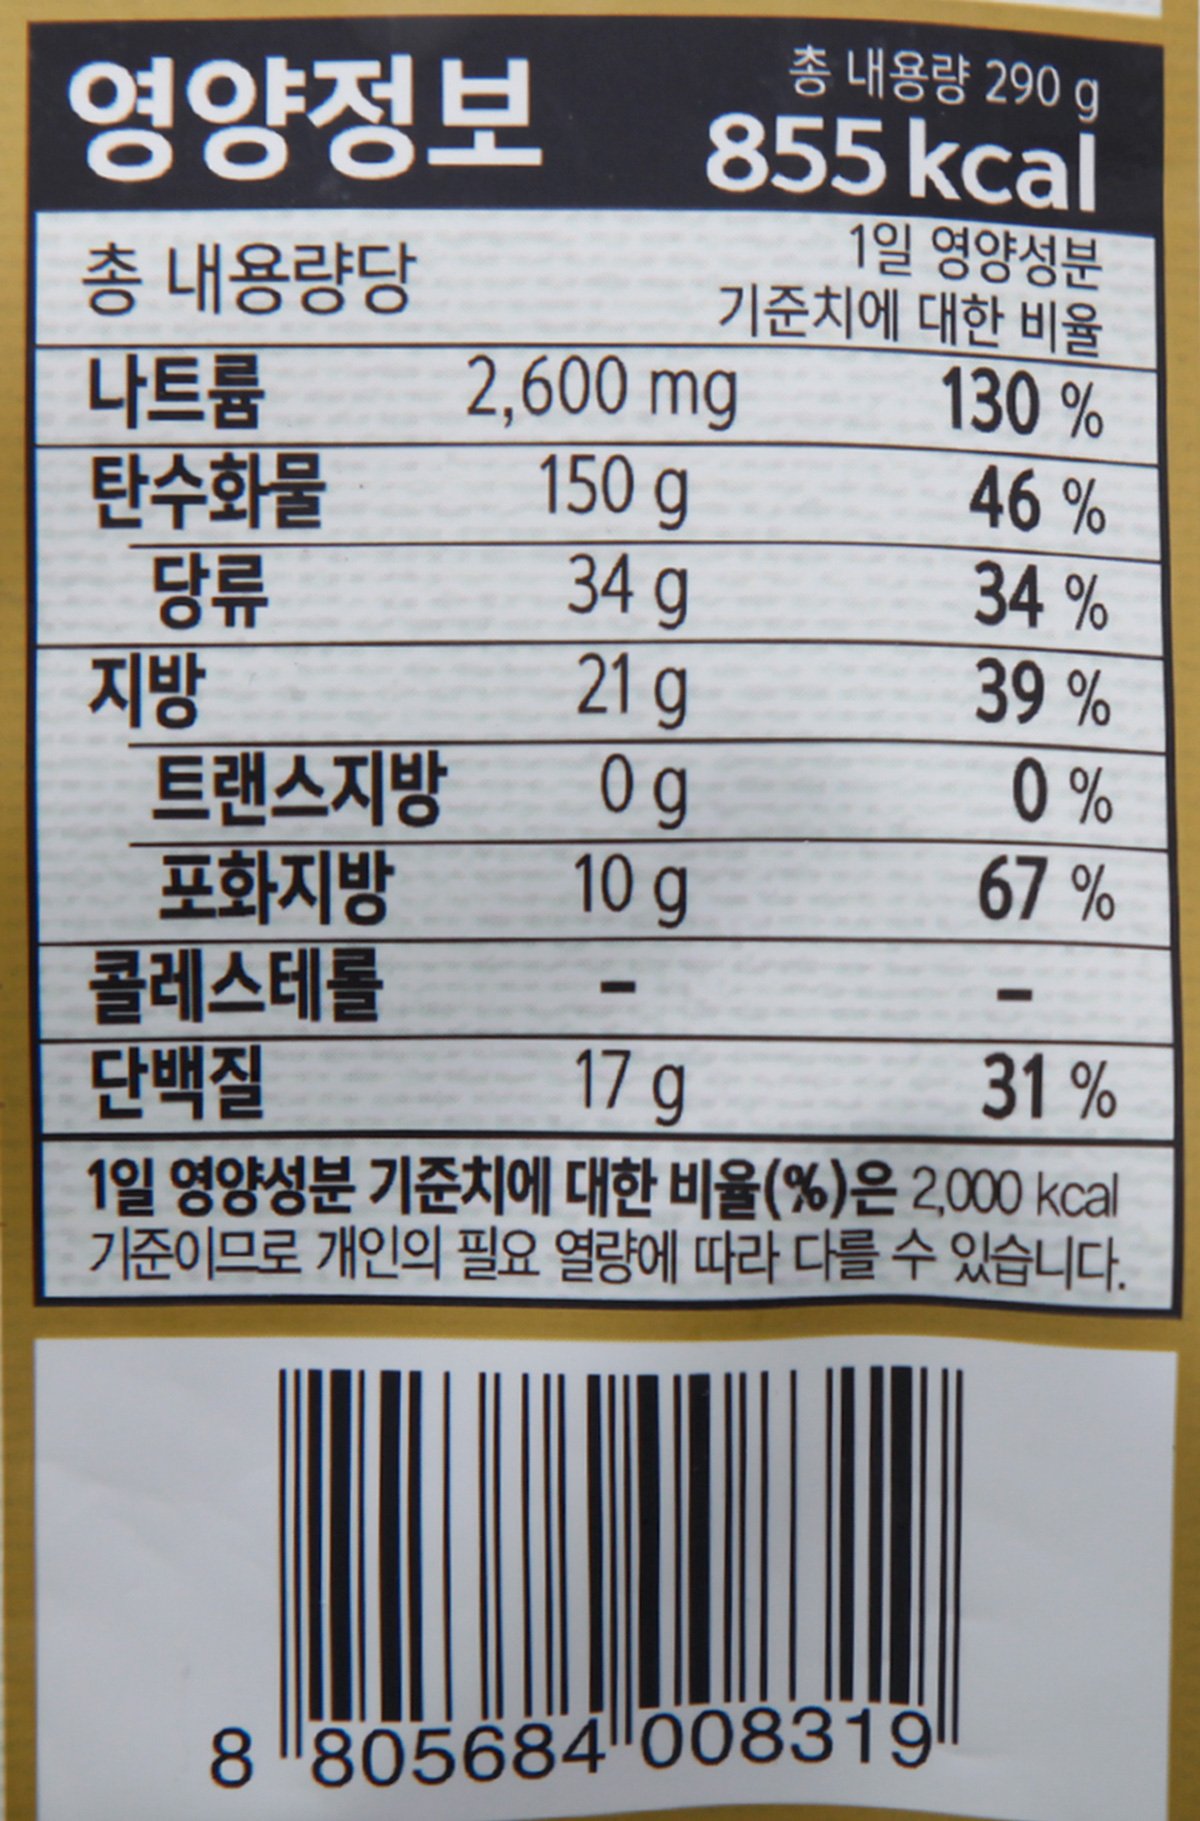 영양정보
총 내용량 290 g
855 kcal
총 내용량당
1일 영양성분
기준치에 대한 비율
나트륨 2,600 mg 130 %
탄수화물 150 g 46 %
당류 34 g 34 %
지방 21 g 39 %
트랜스지방 0 g 0 %
포화지방 10 g 67 %
콜레스테롤 - -
단백질 17 g 31 %
1일 영양성분 기준치에 대한 비율(%)은 2,000 kcal
기준이므로 개인의 필요 열량에 따라 다를 수 있습니다.
8 805684 008319